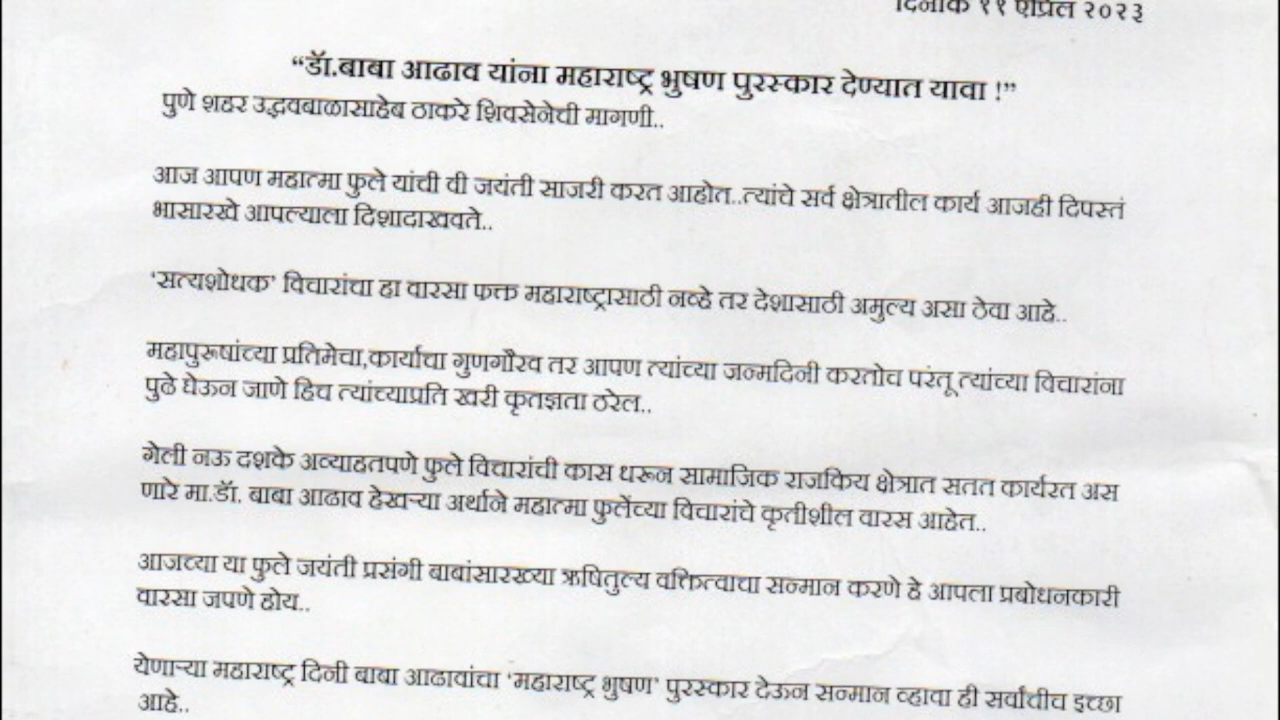 दिनांक ११ एप्रिल २०२३
“डॅा.बाबा आढाव यांना महाराष्ट्र भुषण पुरस्कार देण्यात यावा !”
पुणे शहर उद्धवबाळासाहेब ठाकरे शिवसेनेची मागणी..
आज आपण महात्मा फुले यांची वी जयंती साजरी करत आहोत..त्यांचे सर्व क्षेत्रातील कार्य आजही दिपस्तं
भासारखे आपल्याला दिशादाखवते..
‘सत्यशोधक’ विचारांचा हा वारसा फक्त महाराष्ट्रासाठी नव्हे तर देशासाठी अमुल्य असा ठेवा आहे..
महापुरूषांच्या प्रतिमेचा,कार्याचा गुणगौरव तर आपण त्यांच्या जन्मदिनी करतोच परंतू त्यांच्या विचारांना
पुढे घेऊन जाणे हिच त्यांच्याप्रति खरी कृतज्ञता ठरेल..
गेली नऊ दशके अव्याहतपणे फुले विचारांची कास धरून सामाजिक राजकिय क्षेत्रात सतत कार्यरत अस
णारे मा.डॅा. बाबा आढाव हेखऱ्या अर्थाने महात्मा फुलेंच्या विचारांचे कृतीशील वारस आहेत..
आजच्या या फुले जयंती प्रसंगी बाबांसारख्या ऋषितुल्य वक्तित्वाचा सन्मान करणे हे आपला प्रबोधनकारी
वारसा जपणे होय..
येणाऱ्या महाराष्ट्र दिनी बाबा आढावांचा ‘महाराष्ट्र भुषण’ पुरस्कार देऊन सन्मान व्हावा ही सर्वांचीच इच्छा
आहे..